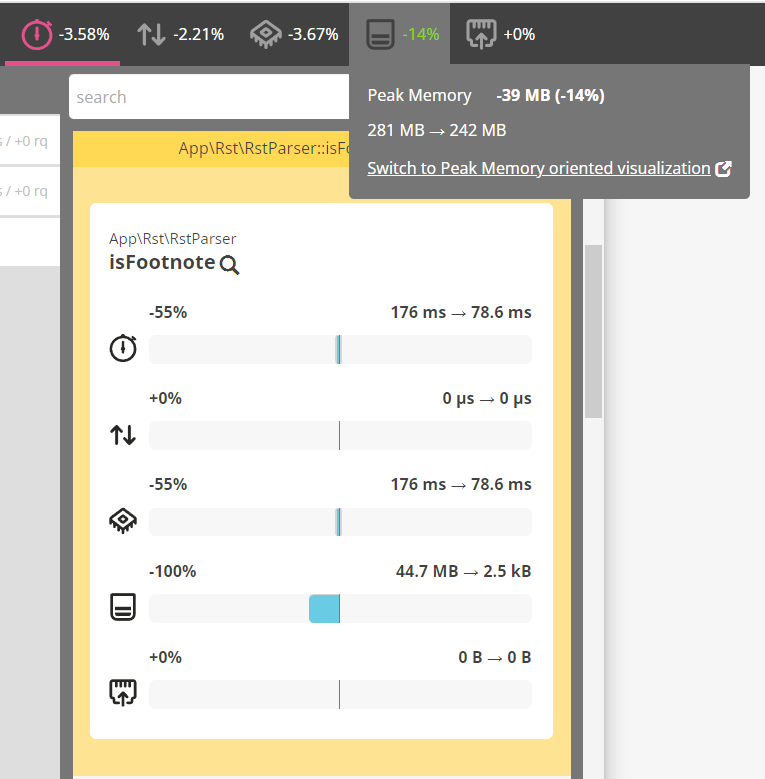 -3.58% -2.21% -3.67% -14% +0%
Peak Memory -39 MB (-14%)
281 MB → 242 MB
Switch to Peak Memory oriented visualization
search
/ +0 rq
/ +0 rq
App\Rst\RstParser::isFo
App\Rst\RstParser
isFootnote
-55% 176 ms → 78.6 ms
+0% 0 µs → 0 µs
-55% 176 ms → 78.6 ms
-100% 44.7 MB → 2.5 kB
+0% 0 B → 0 B